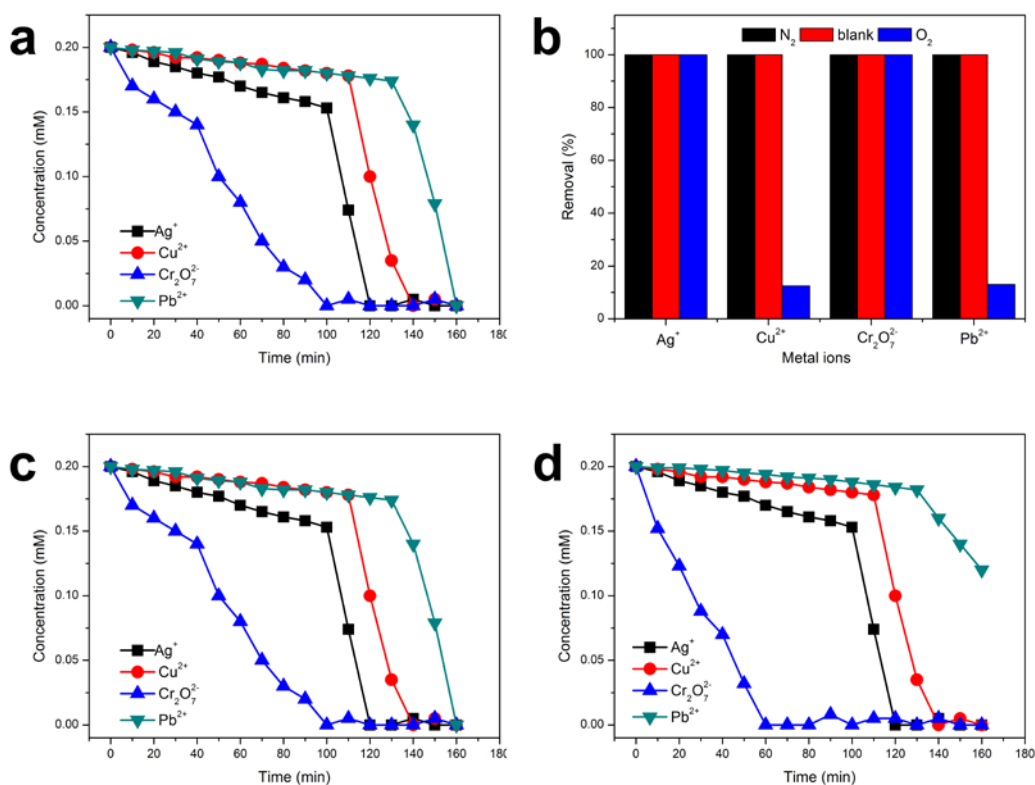 a
Concentration (mM)
0.20
0.15
0.10
0.05
0.00
Ag⁺
Cu²⁺
Cr₂O₇²⁻
Pb²⁺
0 20 40 60 80 100 120 140 160 180
Time (min)
b
N₂ blank O₂
Removal (%)
100
80
60
40
20
0
Ag⁺ Cu²⁺ Cr₂O₇²⁻ Pb²⁺
Metal ions
c
Concentration (mM)
0.20
0.15
0.10
0.05
0.00
Ag⁺
Cu²⁺
Cr₂O₇²⁻
Pb²⁺
0 20 40 60 80 100 120 140 160 180
Time (min)
d
Concentration (mM)
0.20
0.15
0.10
0.05
0.00
Ag⁺
Cu²⁺
Cr₂O₇²⁻
Pb²⁺
0 20 40 60 80 100 120 140 160 180
Time (min)